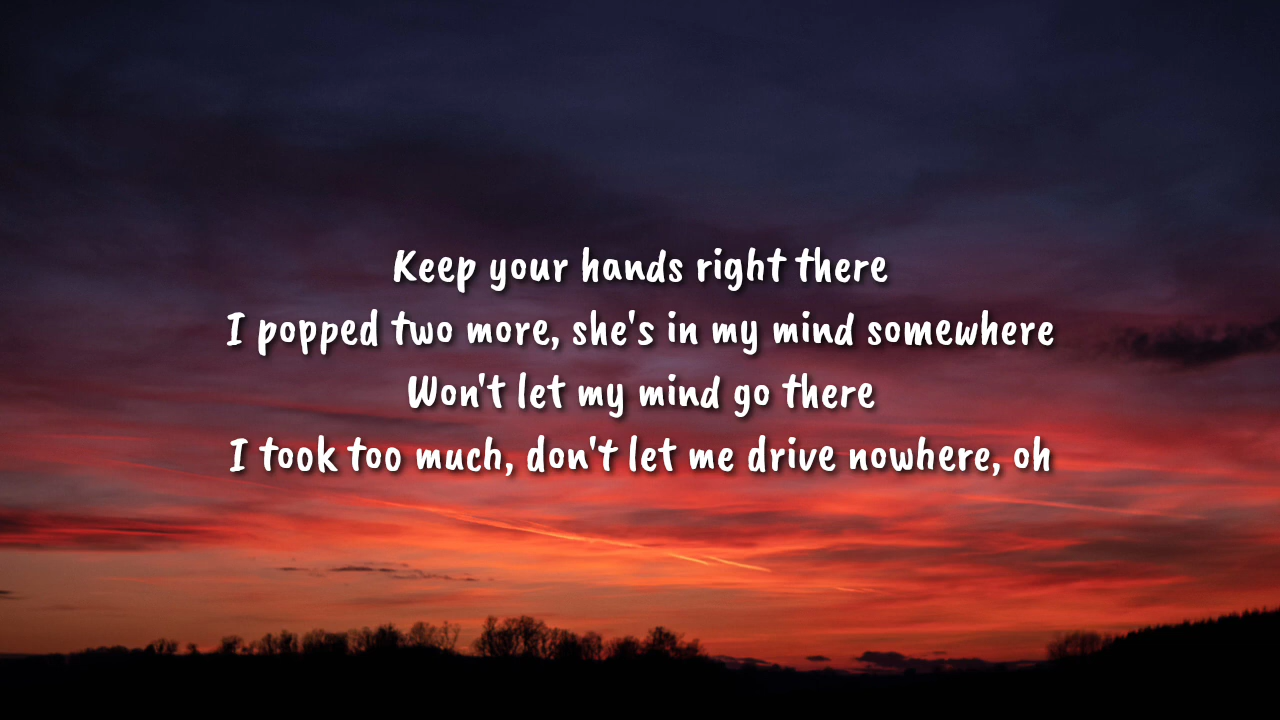 Keep your hands right there
I popped two more, she's in my mind somewhere
Won't let my mind go there
I took too much, don't let me drive nowhere, oh